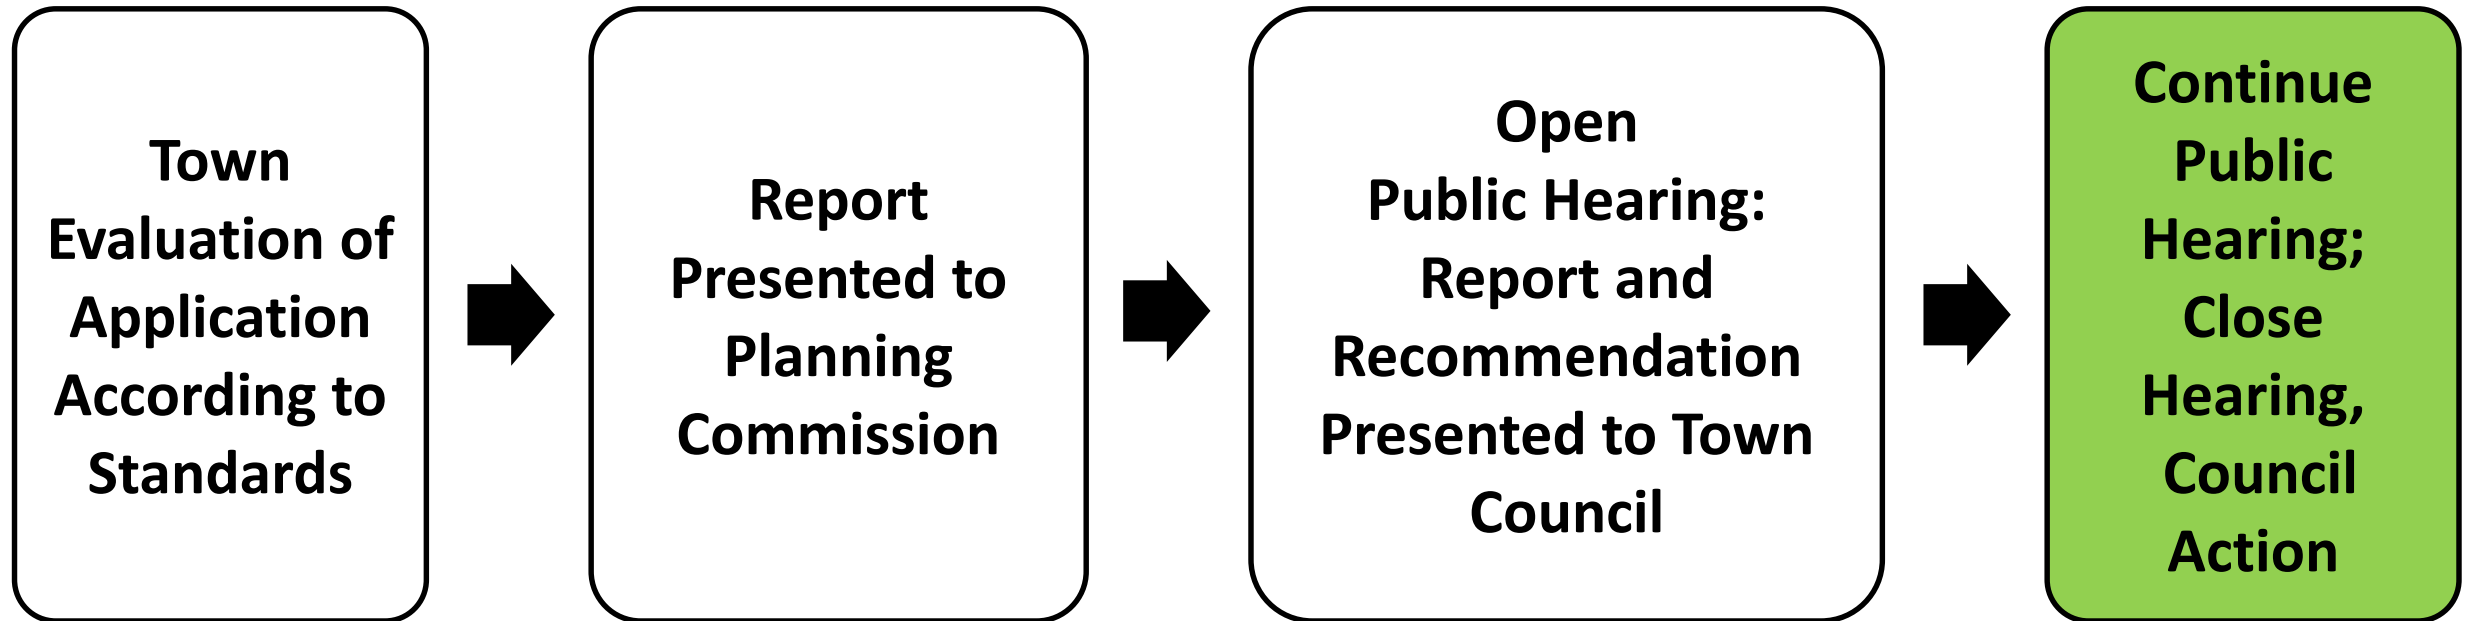 Town
Evaluation of
Application
According to
Standards
Report
Presented to
Planning
Commission
Open
Public Hearing:
Report and
Recommendation
Presented to Town
Council
Continue
Public
Hearing;
Close
Hearing,
Council
Action